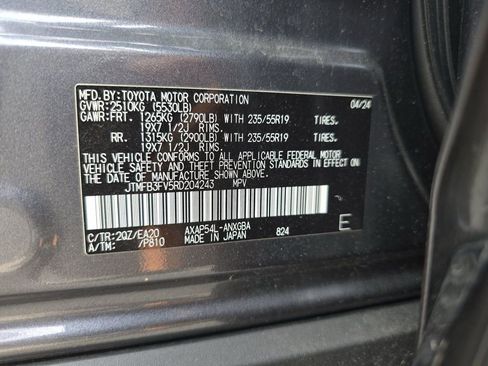 MFD.BY:TOYOTA MOTOR CORPORATION 04/24
GVWR:2510KG (5530LB)
GAWR:FRT. 1265KG (2790LB) WITH 235/55R19 TIRES.
19X7 1/2J RIMS.
RR. 1315KG (2900LB) WITH 235/55R19 TIRES.
19X7 1/2J RIMS.
THIS VEHICLE CONFORMS TO ALL APPLICABLE FEDERAL MOTOR
VEHICLE SAFETY AND THEFT PREVENTION STANDARDS IN EFFECT
ON THE DATE OF MANUFACTURE SHOWN ABOVE.
JTMFB3FV5RD204243 MPV
C/TR:2QZ/EA20 AXAP54L-ANXGBA
A/TM: /P810 MADE IN JAPAN 824 E